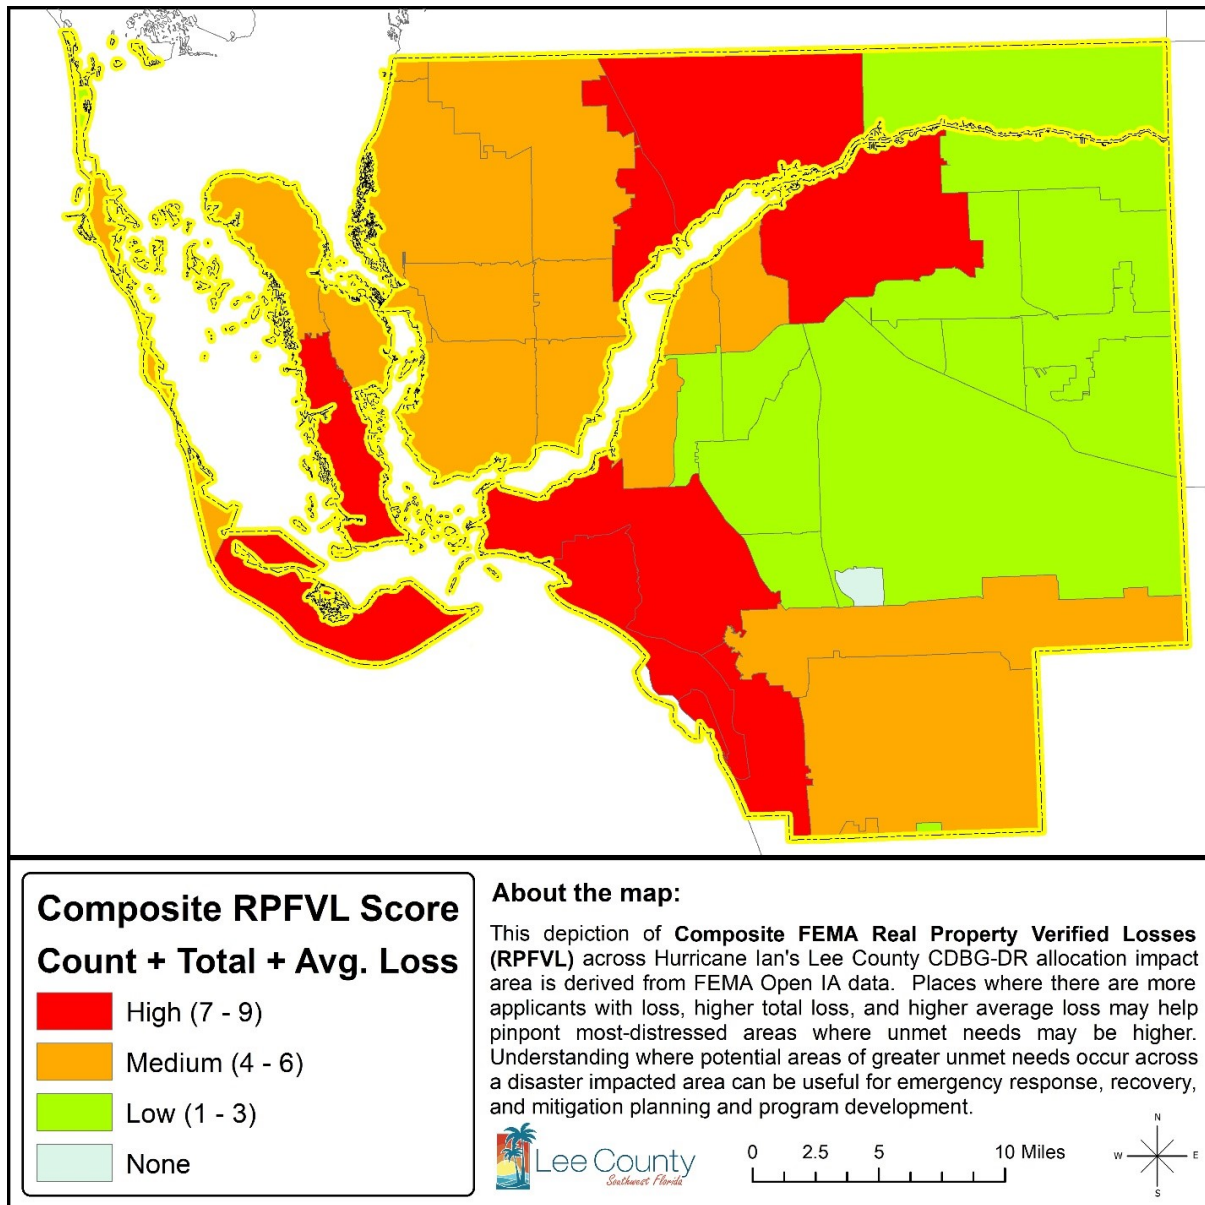 Composite RPFVL Score
Count + Total + Avg. Loss
High (7 - 9)
Medium (4 - 6)
Low (1 - 3)
None
About the map:
This depiction of Composite FEMA Real Property Verified Losses
(RPFVL) across Hurricane Ian's Lee County CDBG-DR allocation impact
area is derived from FEMA Open IA data. Places where there are more
applicants with loss, higher total loss, and higher average loss may help
pinpont most-distressed areas where unmet needs may be higher.
Understanding where potential areas of greater unmet needs occur across
a disaster impacted area can be useful for emergency response, recovery,
and mitigation planning and program development.
Lee County
Southwest Florida
0 2.5 5 10 Miles
N
W E
S